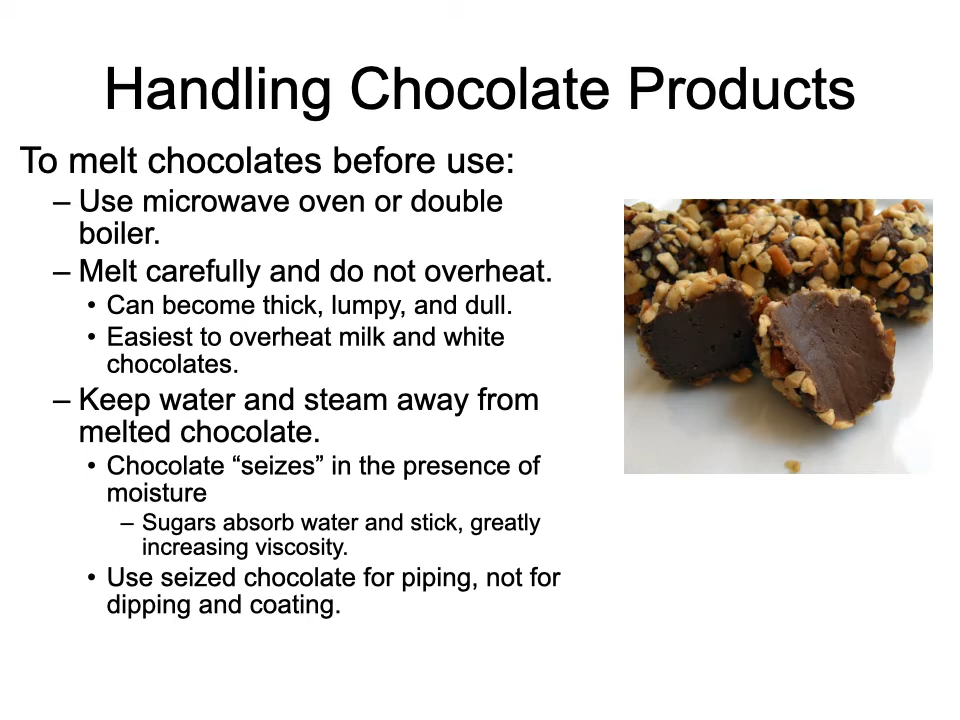 Handling Chocolate Products
To melt chocolates before use:
– Use microwave oven or double
boiler.
– Melt carefully and do not overheat.
• Can become thick, lumpy, and dull.
• Easiest to overheat milk and white
chocolates.
– Keep water and steam away from
melted chocolate.
• Chocolate “seizes” in the presence of
moisture
– Sugars absorb water and stick, greatly
increasing viscosity.
• Use seized chocolate for piping, not for
dipping and coating.